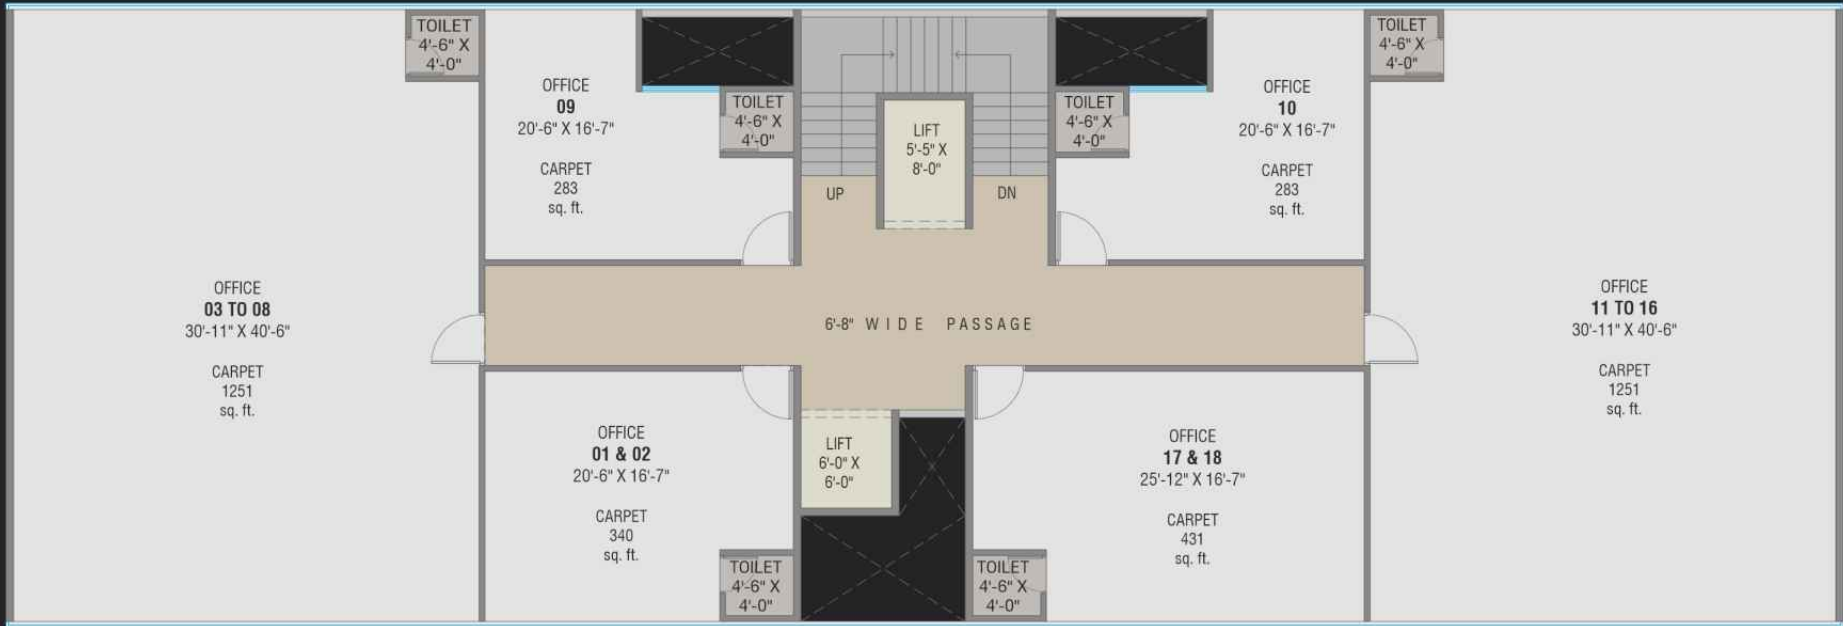 TOILET
4'-6" X
4'-0"
OFFICE
09
20'-6" X 16'-7"
CARPET
283
sq. ft.
TOILET
4'-6" X
4'-0"
LIFT
5'-5" X
8'-0"
UP
DN
TOILET
4'-6" X
4'-0"
OFFICE
10
20'-6" X 16'-7"
CARPET
283
sq. ft.
TOILET
4'-6" X
4'-0"
OFFICE
03 TO 08
30'-11" X 40'-6"
CARPET
1251
sq. ft.
6'-8" WIDE PASSAGE
OFFICE
11 TO 16
30'-11" X 40'-6"
CARPET
1251
sq. ft.
OFFICE
01 & 02
20'-6" X 16'-7"
CARPET
340
sq. ft.
TOILET
4'-6" X
4'-0"
LIFT
6'-0" X
6'-0"
OFFICE
17 & 18
25'-12" X 16'-7"
CARPET
431
sq. ft.
TOILET
4'-6" X
4'-0"